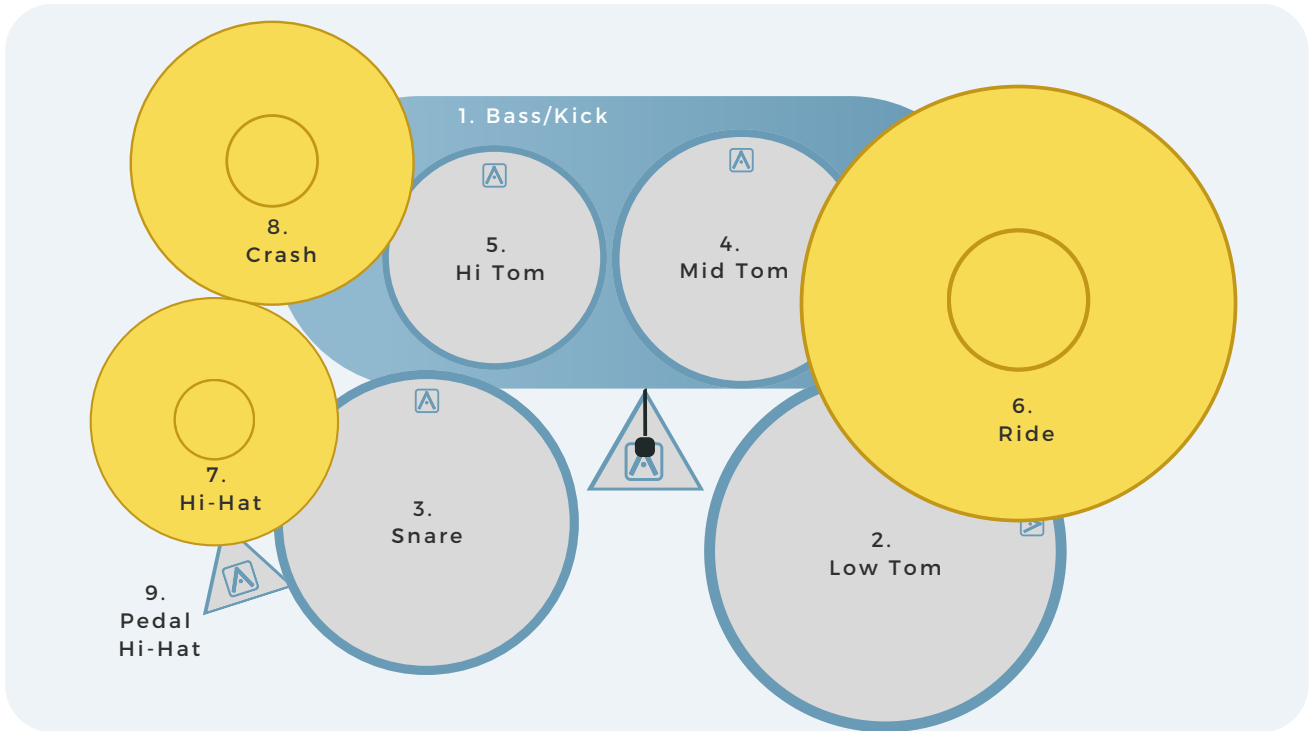 1. Bass/Kick
8.
Crash
5.
Hi Tom
4.
Mid Tom
6.
Ride
7.
Hi-Hat
3.
Snare
2.
Low Tom
9.
Pedal
Hi-Hat